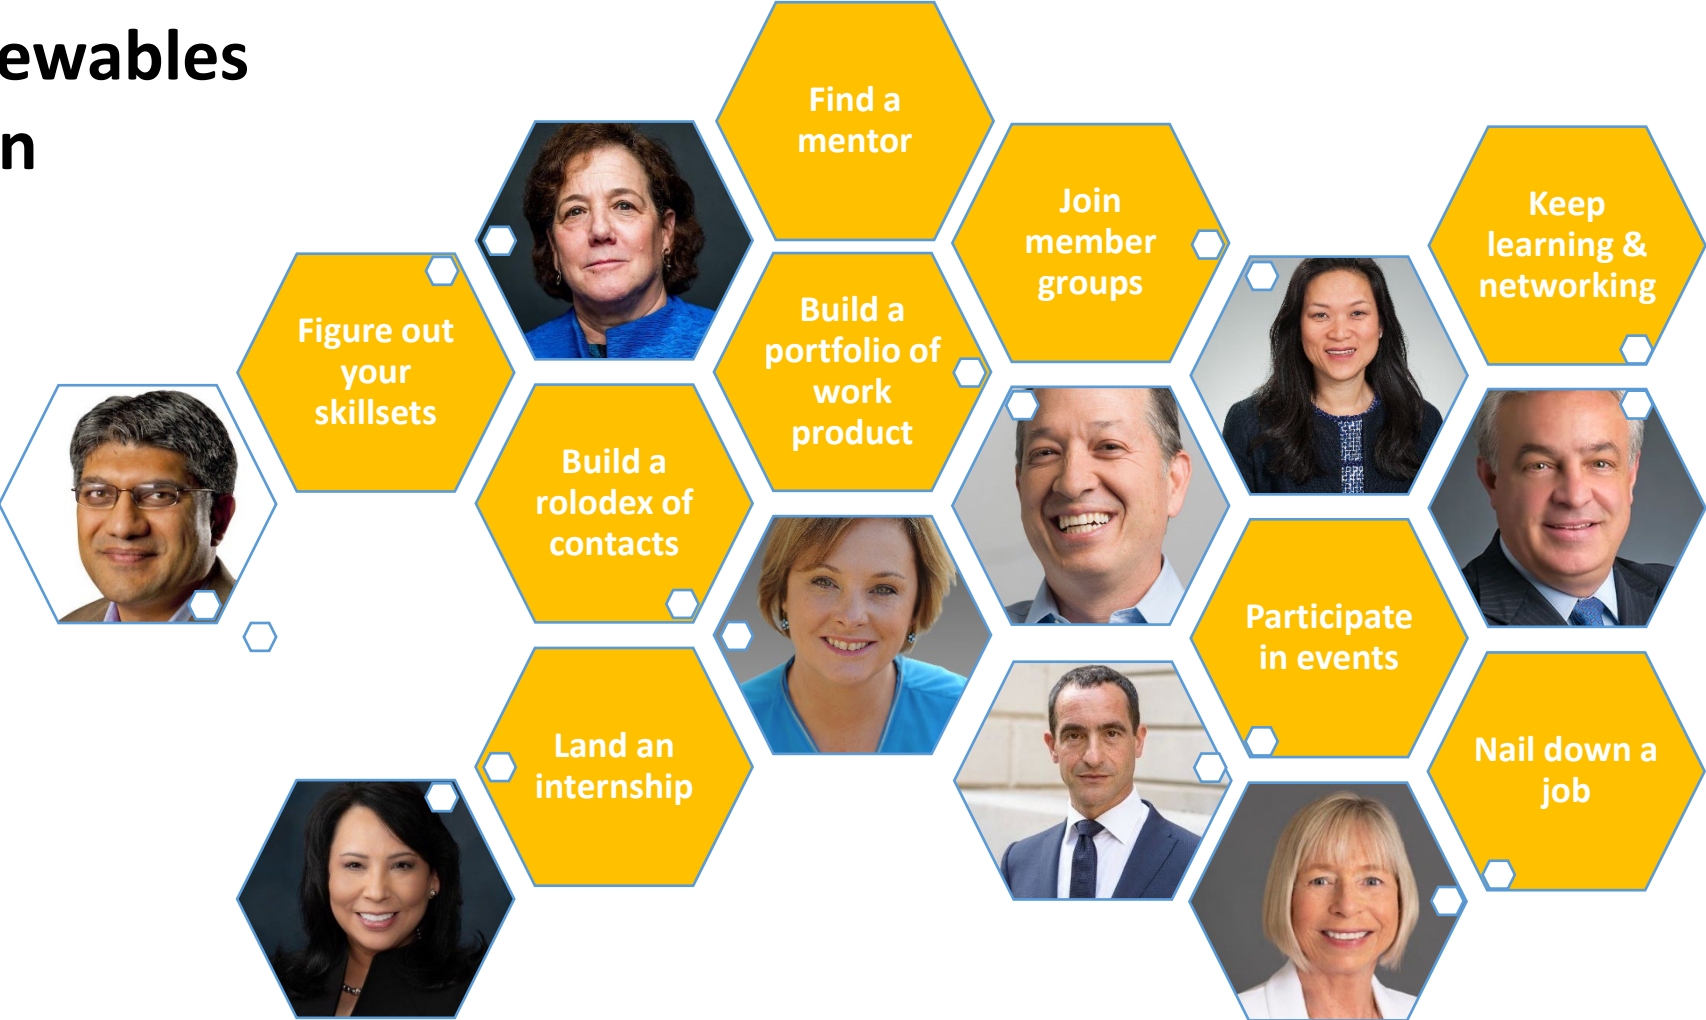 ewables
n
Find a
mentor
Join
member
groups
Keep
learning &
networking
Figure out
your
skillsets
Build a
portfolio of
work
product
Build a
rolodex of
contacts
Participate
in events
Land an
internship
Nail down a
job